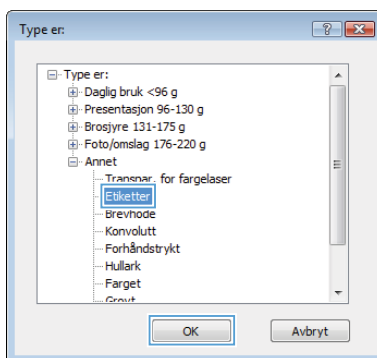 Type er:
Type er:
Daglig bruk <96 g
Presentasjon 96-130 g
Brosjyre 131-175 g
Foto/omslag 176-220 g
Annet
Transpar. for fargelaser
Etiketter
Brevhode
Konvolutt
Forhåndstrykt
Hullark
Farget
Grovt
OK
Avbryt